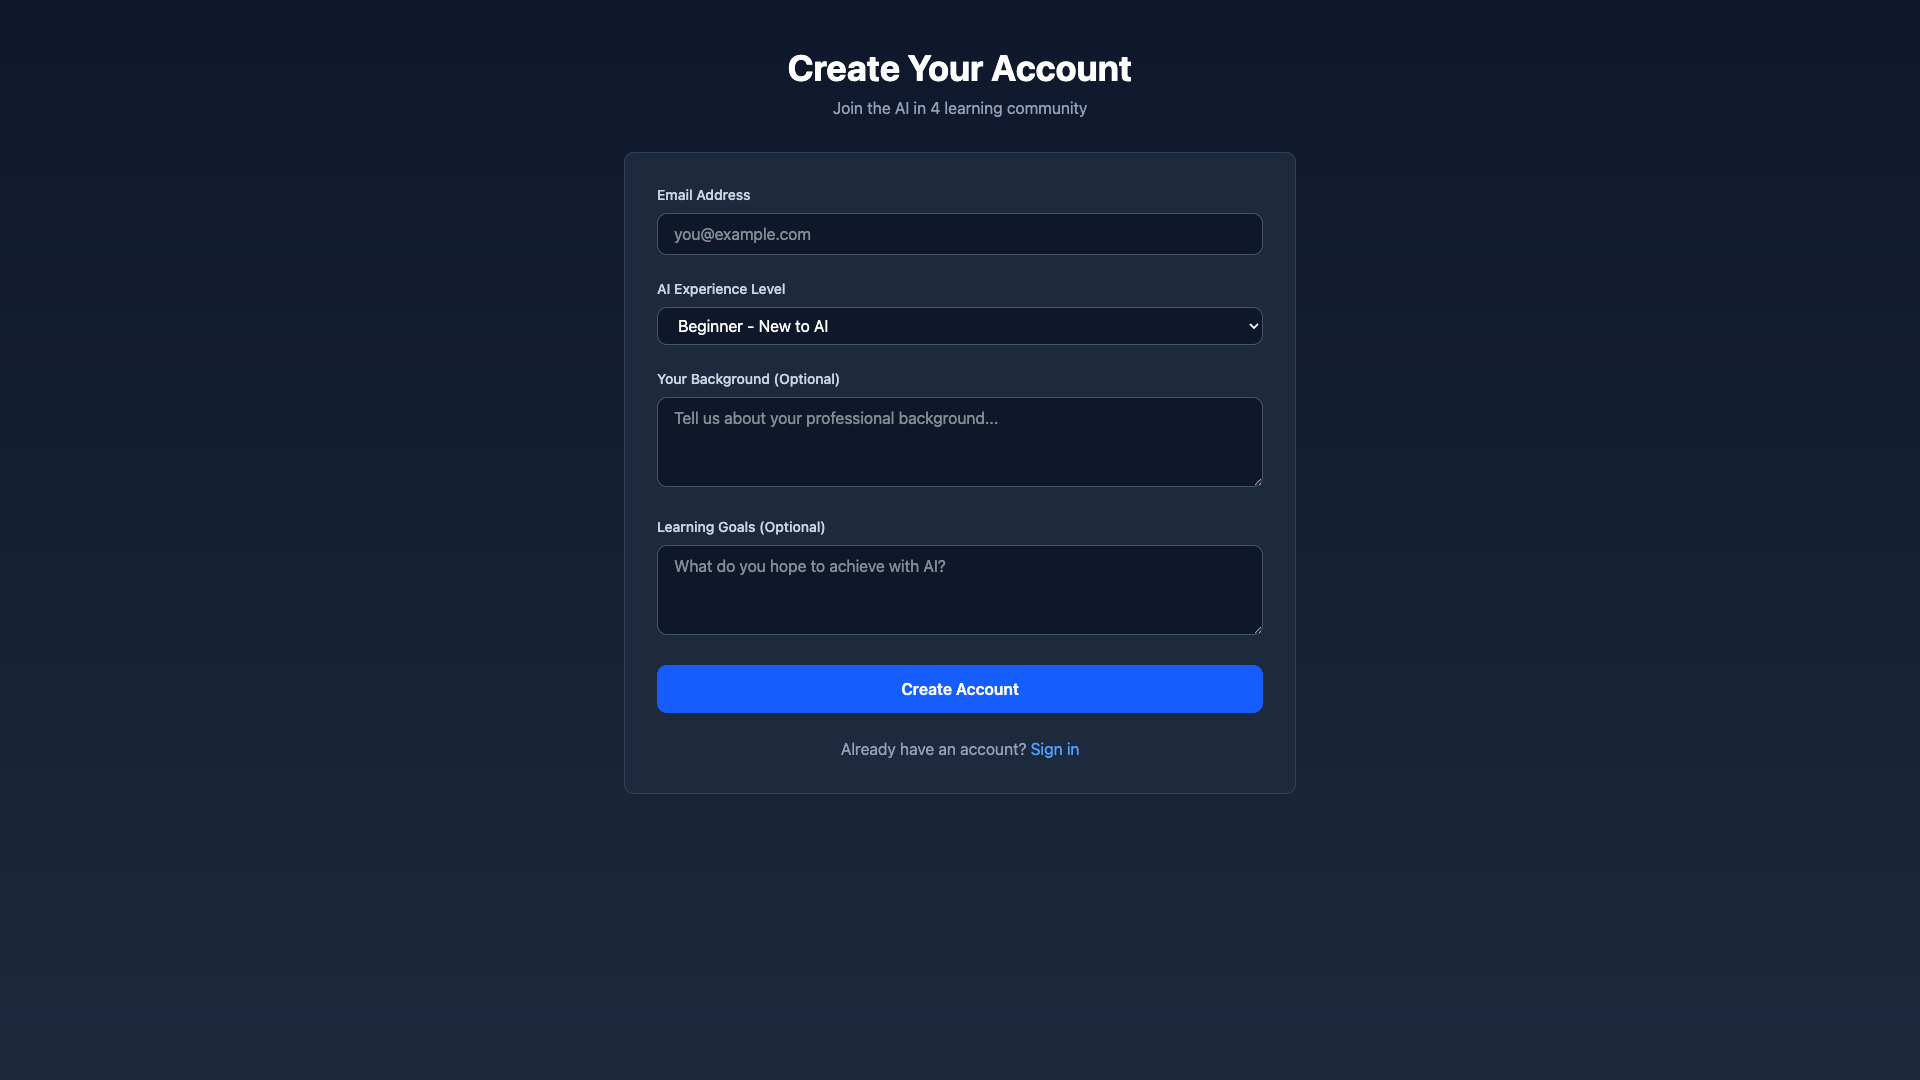 Create Your Account
Join the AI in 4 learning community
Email Address
you@example.com
AI Experience Level
Beginner - New to AI
Your Background (Optional)
Tell us about your professional background...
Learning Goals (Optional)
What do you hope to achieve with AI?
Create Account
Already have an account? Sign in